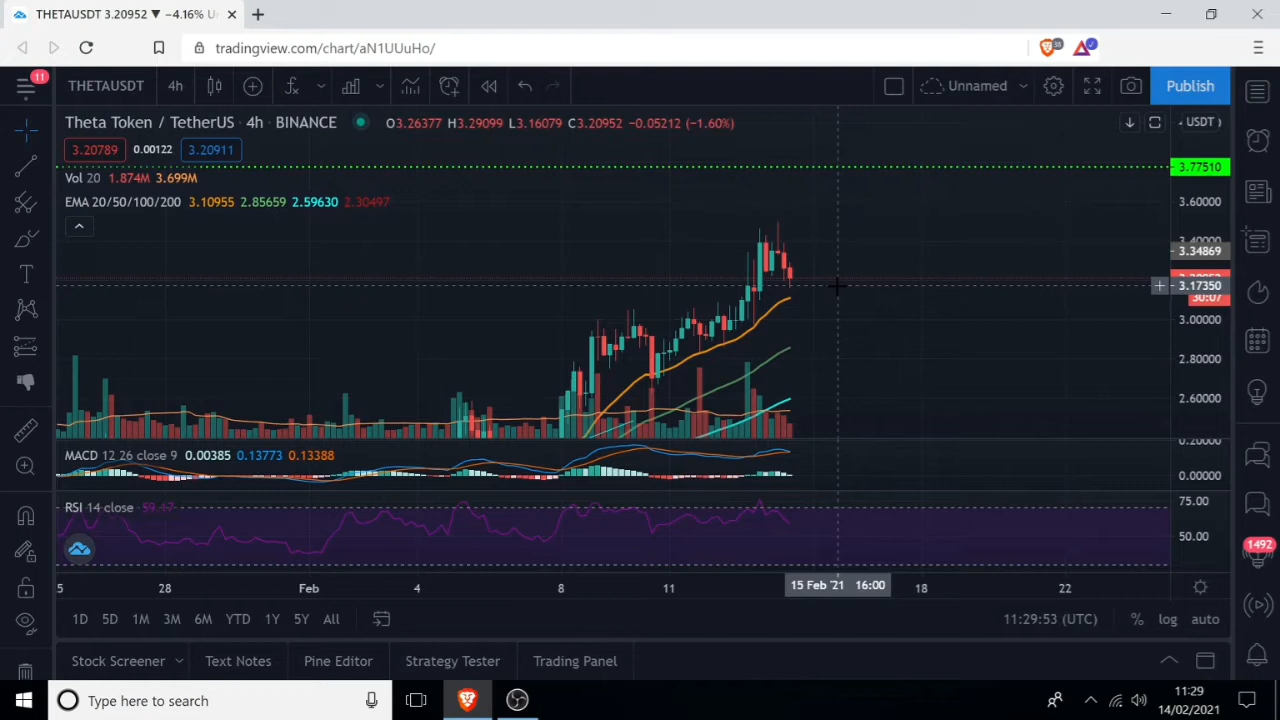 THETAUSDT 3.20952 ▼ −4.16% U
tradingview.com/chart/aN1UUuHo/
38
11
THETAUSDT 4h Unnamed Publish
Theta Token / TetherUS · 4h · BINANCE O3.26377 H3.29099 L3.16079 C3.20952 −0.05212 (−1.60%) USDT
3.20789 0.00122 3.20911
3.77510
Vol 20 1.874M 3.699M
EMA 20/50/100/200 3.10955 2.85659 2.59630 2.30497
3.60000
3.40000
3.34869
3.17350
30:07
3.00000
2.80000
2.60000
0.20000
MACD 12 26 close 9 0.00385 0.13773 0.13388
0.00000
75.00
RSI 14 close 59.17
50.00
1492
5 28 Feb 4 8 11 15 Feb '21 16:00 18 22
1D 5D 1M 3M 6M YTD 1Y 5Y All 11:29:53 (UTC) % log auto
Stock Screener Text Notes Pine Editor Strategy Tester Trading Panel
Type here to search
11:29
14/02/2021